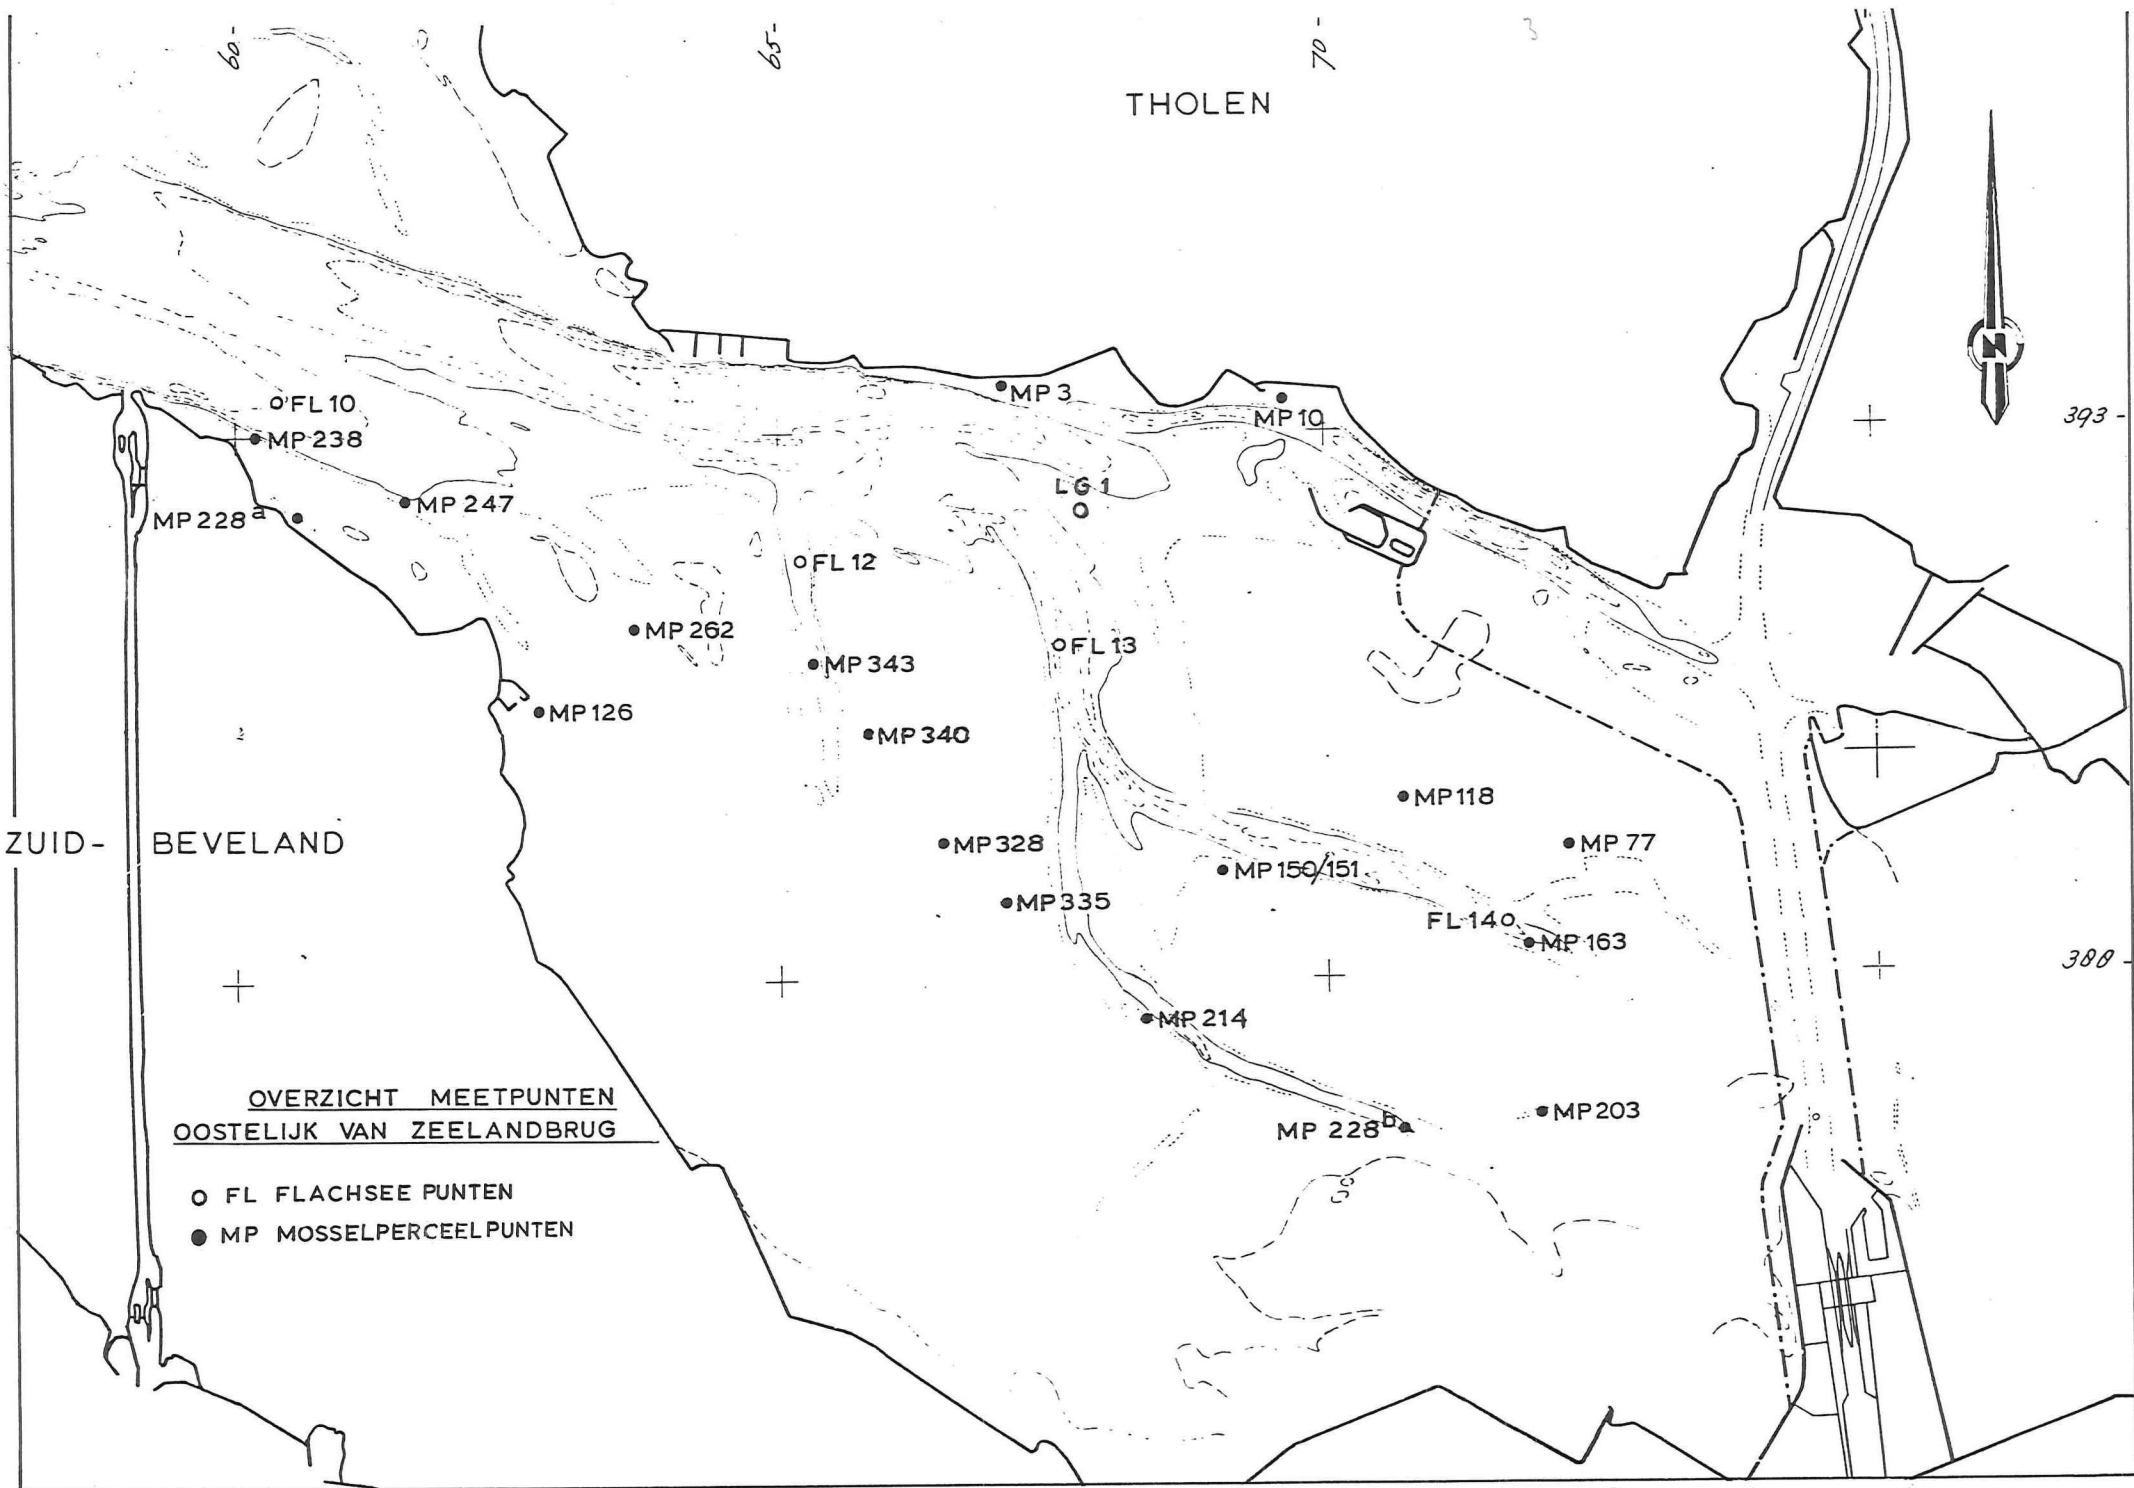 60-
65-
70-
3
THOLEN
N
393 -
FL 10
MP 3
MP 10
MP 238
MP 247
LG 1
MP 228 a
FL 12
FL 13
MP 262
MP 343
MP 126
MP 340
2
MP 118
ZUID- BEVELAND
MP 328
MP 77
MP 150/151
MP 335
FL 14
MP 163
MP 214
OVERZICHT MEETPUNTEN
OOSTELIJK VAN ZEELANDBRUG
MP 228 b
MP 203
FL FLACHSEE PUNTEN
MP MOSSELPERCEELPUNTEN